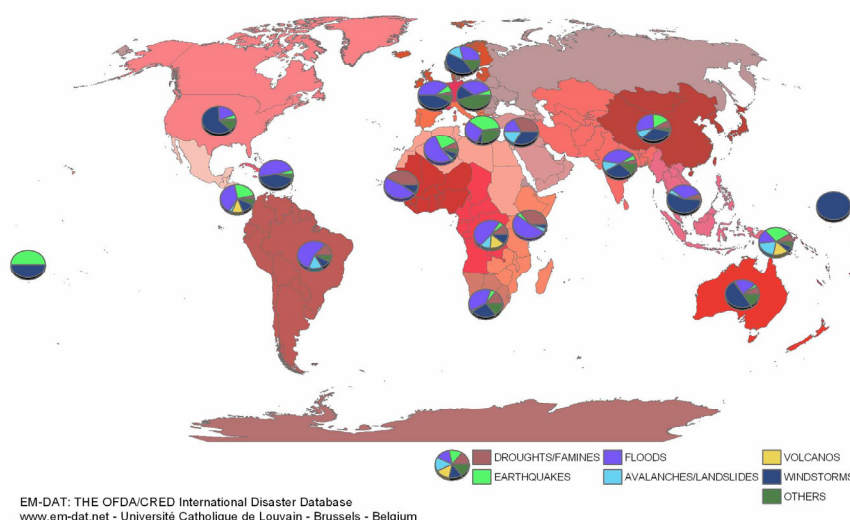 DROUGHTS/FAMINES
FLOODS
VOLCANOS
EARTHQUAKES
AVALANCHES/LANDSLIDES
WINDSTORMS
OTHERS
EM-DAT: THE OFDA/CRED International Disaster Database
www.em-dat.net - Université Catholique de Louvain - Brussels - Belgium